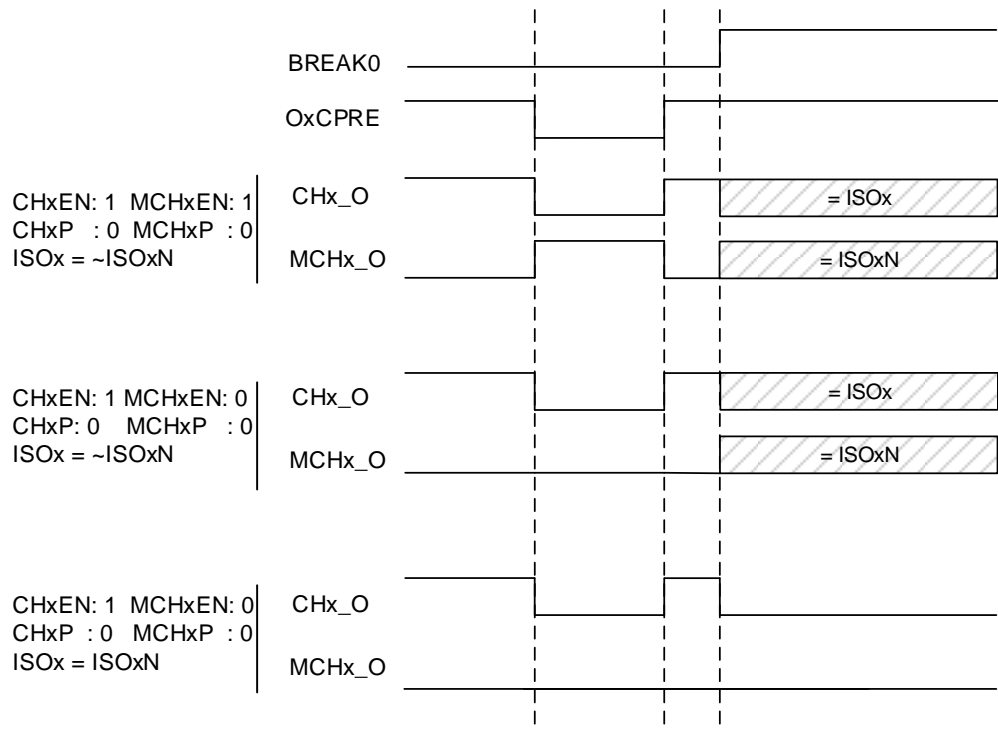 BREAK0
OxCPRE
CHxEN: 1 MCHxEN: 1
CHxP : 0 MCHxP : 0
ISOx = ~ISOxN
CHx_O
= ISOx
MCHx_O
= ISOxN
CHxEN: 1 MCHxEN: 0
CHxP: 0 MCHxP : 0
ISOx = ~ISOxN
CHx_O
= ISOx
MCHx_O
= ISOxN
CHxEN: 1 MCHxEN: 0
CHxP : 0 MCHxP : 0
ISOx = ISOxN
CHx_O
MCHx_O